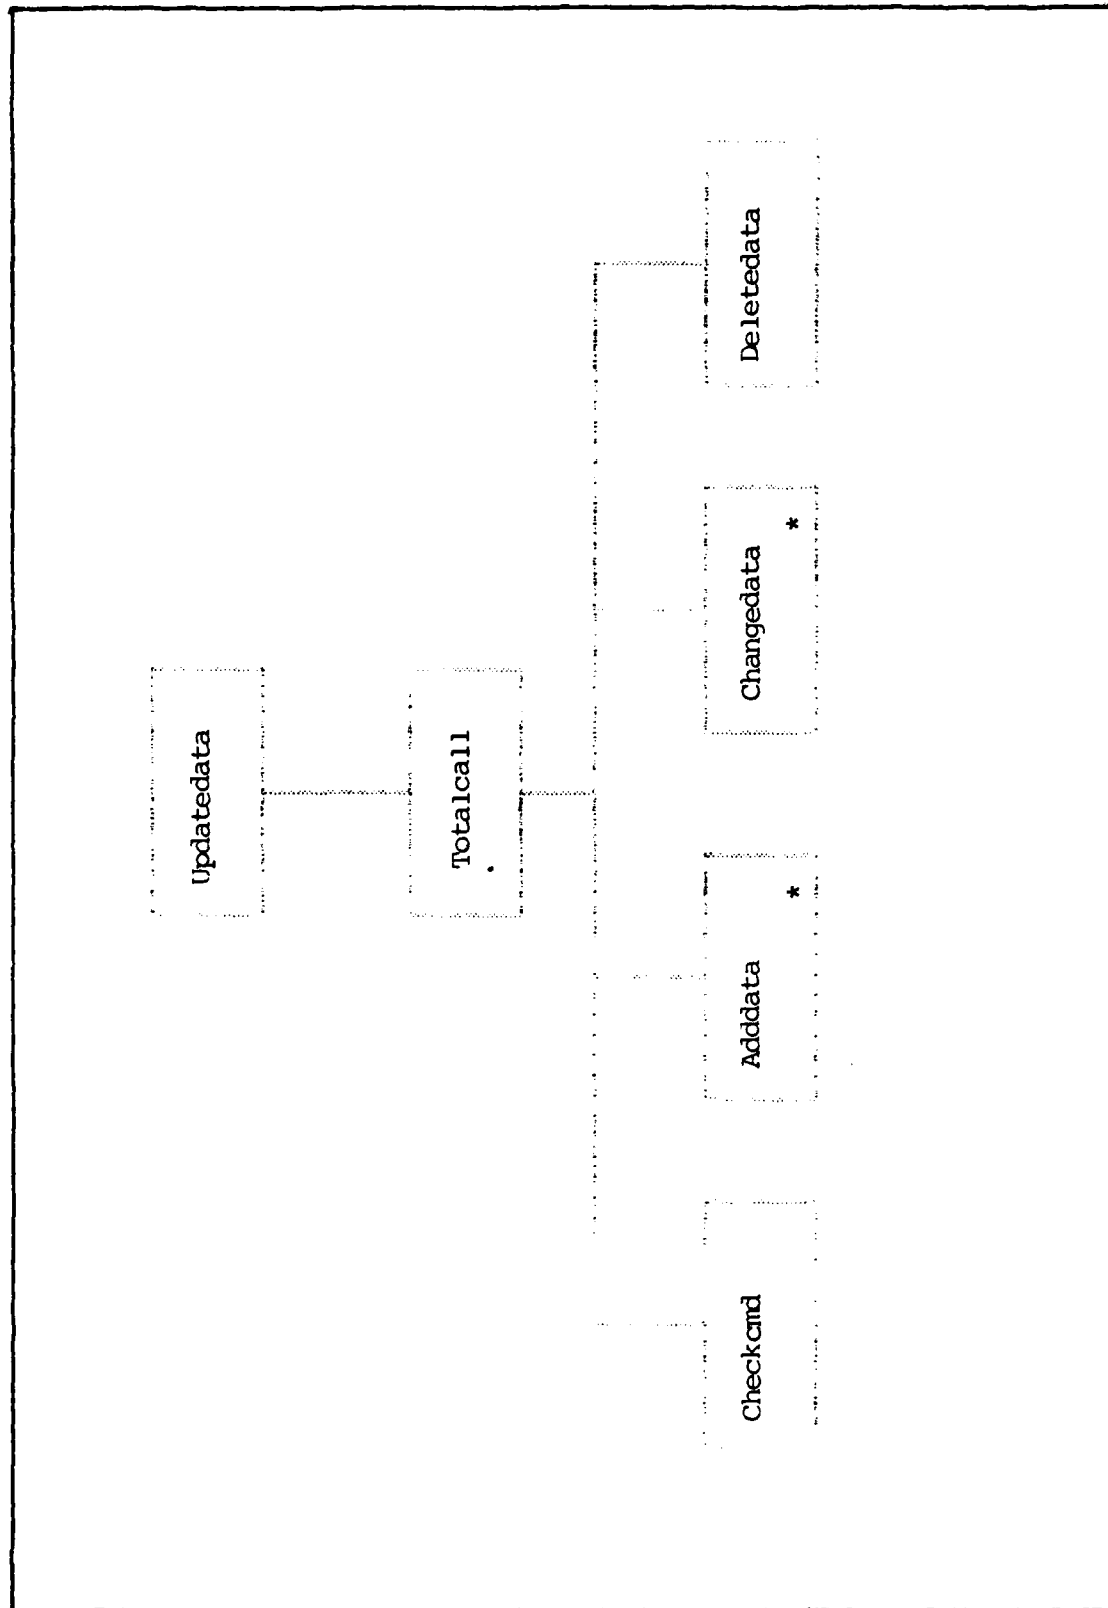 Updatedata
Totalcall
Checkcmd
Adddata
*
Changedata
*
Deletedata